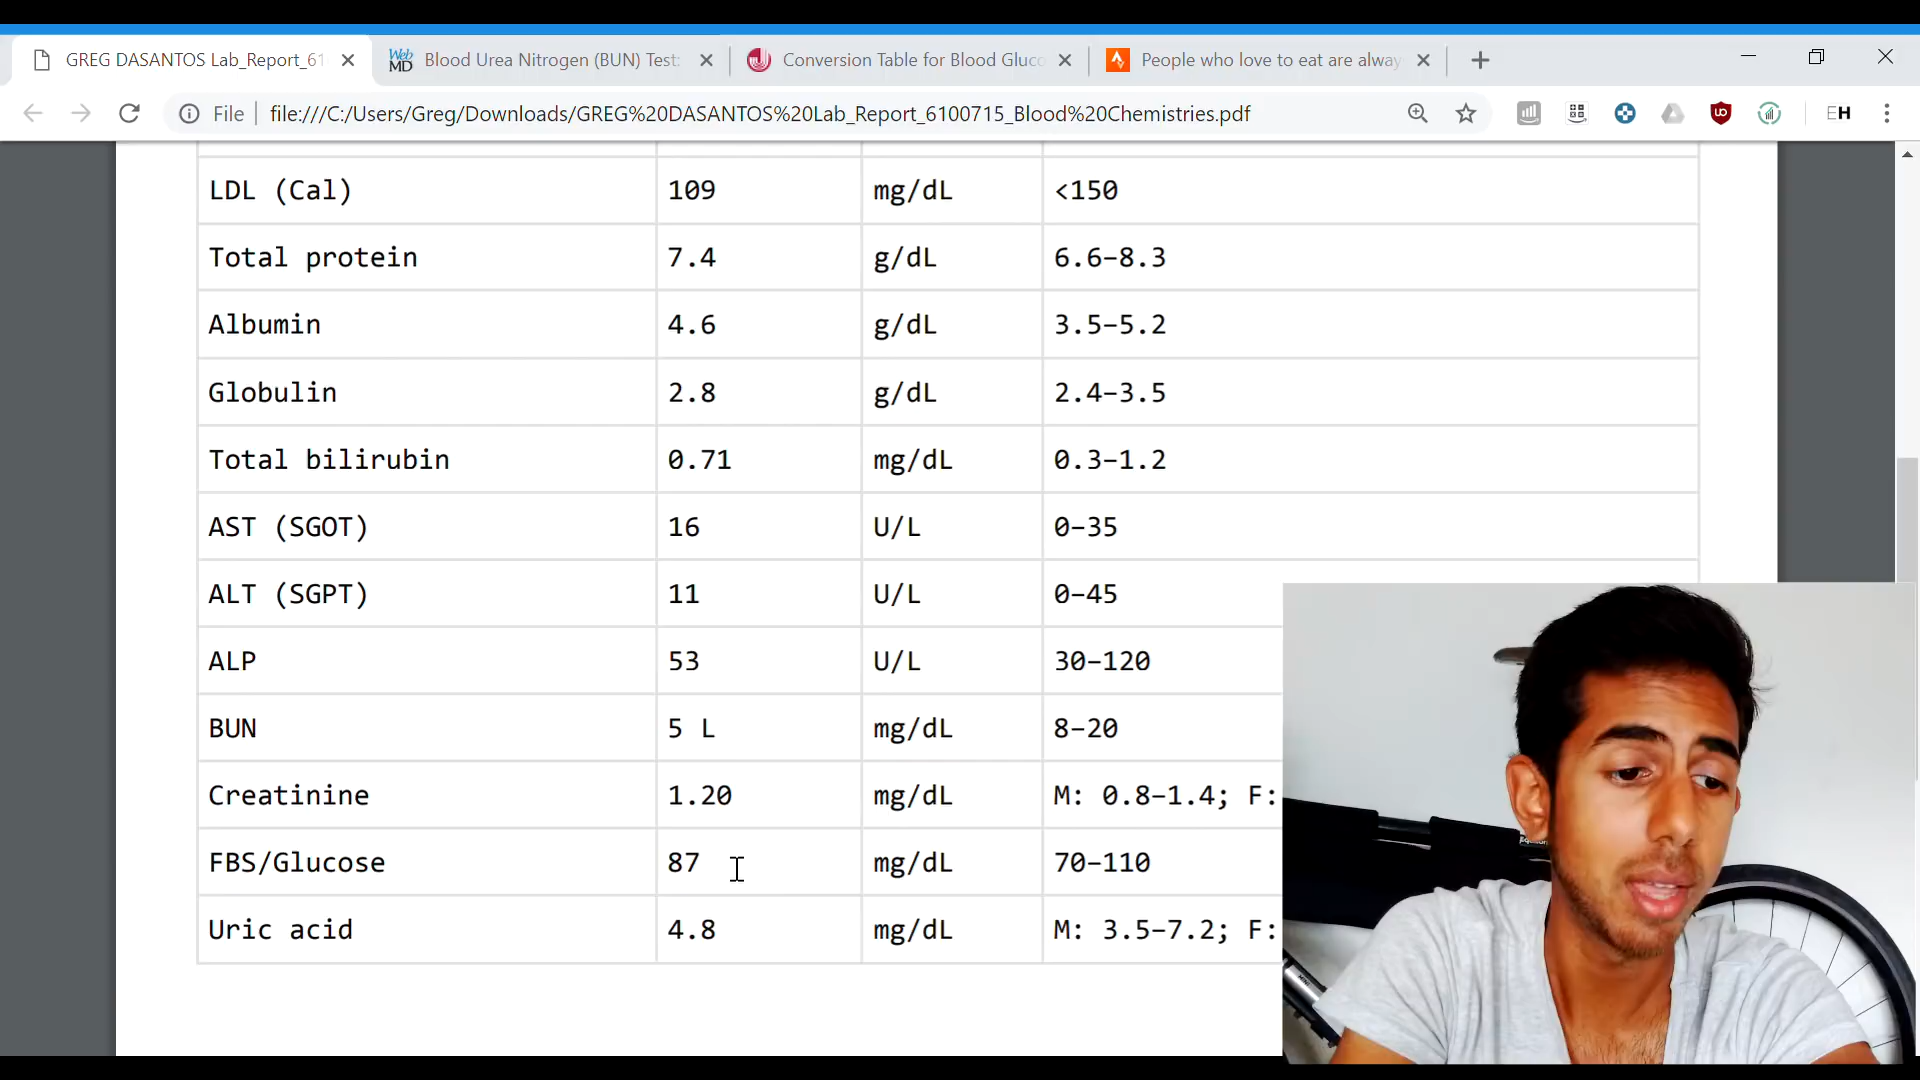 GREG DASANTOS Lab_Report_61
Web MD Blood Urea Nitrogen (BUN) Test:
Conversion Table for Blood Gluco
People who love to eat are alway
File file:///C:/Users/Greg/Downloads/GREG%20DASANTOS%20Lab_Report_6100715_Blood%20Chemistries.pdf
EH
LDL (Cal) 109 mg/dL <150
Total protein 7.4 g/dL 6.6–8.3
Albumin 4.6 g/dL 3.5–5.2
Globulin 2.8 g/dL 2.4–3.5
Total bilirubin 0.71 mg/dL 0.3–1.2
AST (SGOT) 16 U/L 0–35
ALT (SGPT) 11 U/L 0–45
ALP 53 U/L 30–120
BUN 5 L mg/dL 8–20
Creatinine 1.20 mg/dL M: 0.8–1.4; F:
FBS/Glucose 87 mg/dL 70–110
Uric acid 4.8 mg/dL M: 3.5–7.2; F: